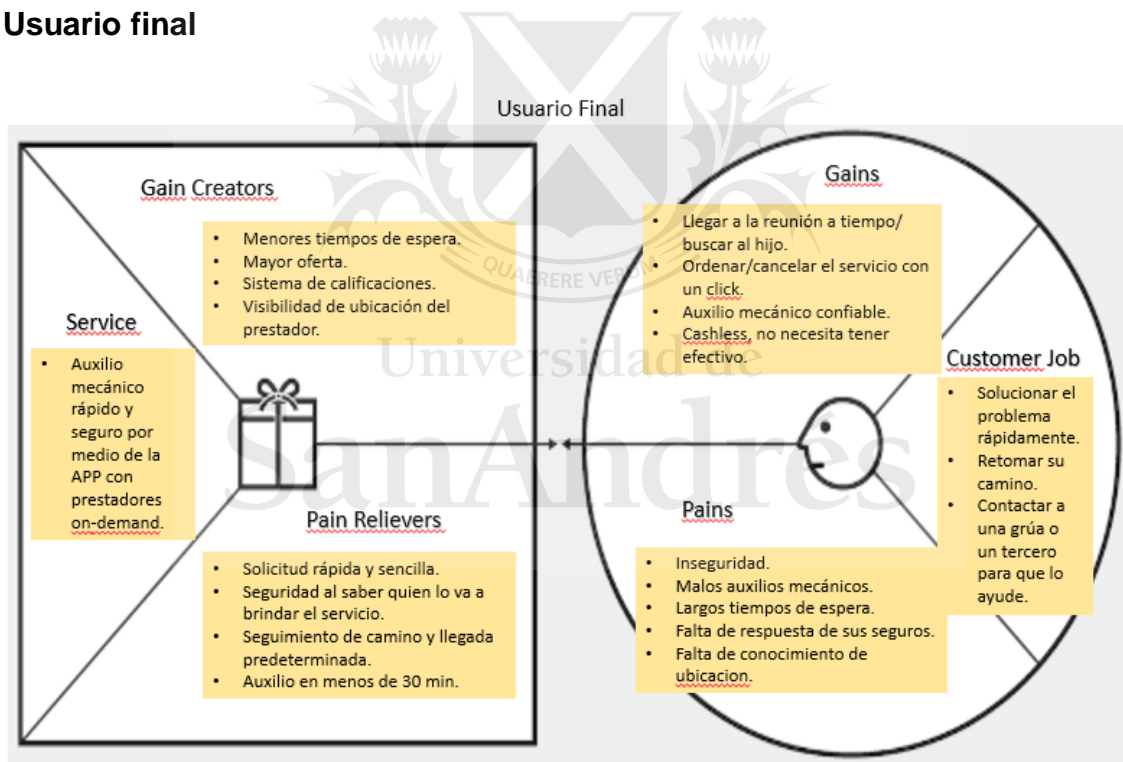 Usuario final
Usuario Final
Gain Creators
• Menores tiempos de espera.
• Mayor oferta.
• Sistema de calificaciones.
• Visibilidad de ubicación del
prestador.
Service
• Auxilio
mecánico
rápido y
seguro por
medio de la
APP con
prestadores
on-demand.
Pain Relievers
• Solicitud rápida y sencilla.
• Seguridad al saber quien lo va a
brindar el servicio.
• Seguimiento de camino y llegada
predeterminada.
• Auxilio en menos de 30 min.
Gains
• Llegar a la reunión a tiempo/
buscar al hijo.
• Ordenar/cancelar el servicio con
un click.
• Auxilio mecánico confiable.
• Cashless, no necesita tener
efectivo.
Customer Job
• Solucionar el
problema
rápidamente.
• Retomar su
camino.
• Contactar a
una grúa o
un tercero
para que lo
ayude.
Pains
• Inseguridad.
• Malos auxilios mecánicos.
• Largos tiempos de espera.
• Falta de respuesta de sus seguros.
• Falta de conocimiento de
ubicacion.
QUAERERE VERUM
Universidad de
SanAndrés